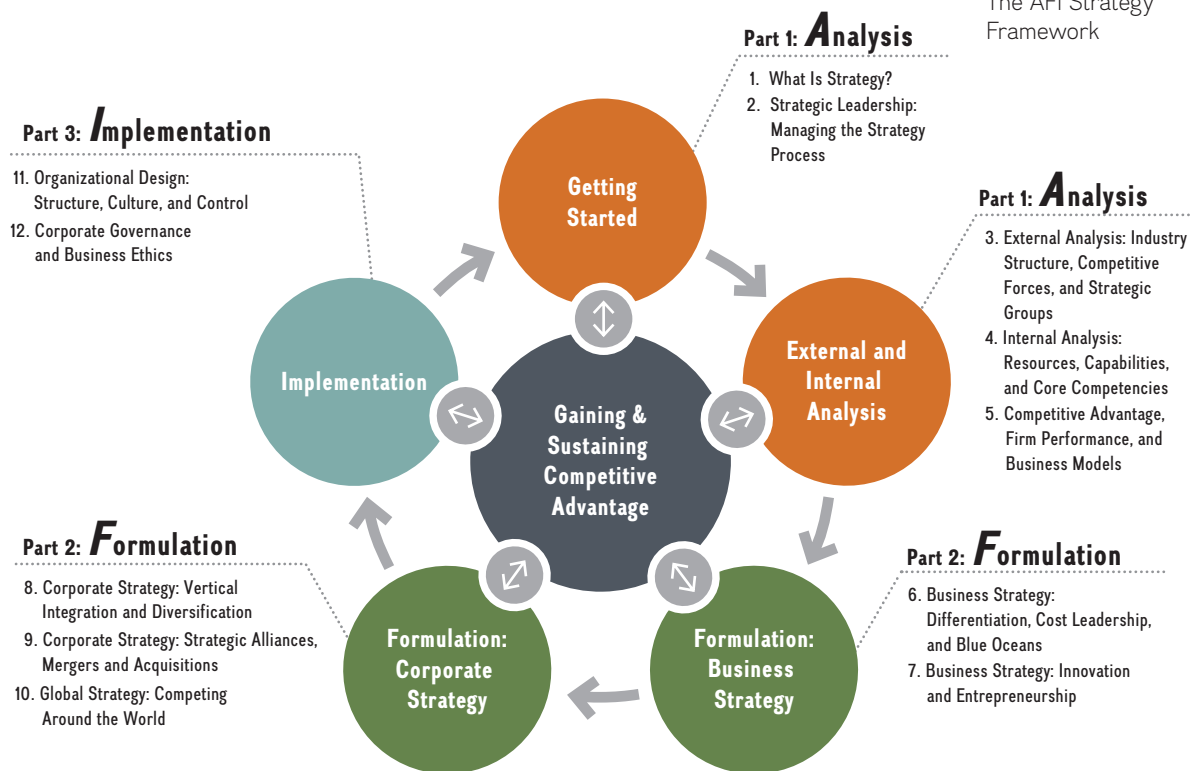 The AFI Strategy
Framework
Part 1: Analysis
1. What Is Strategy?
2. Strategic Leadership:
Managing the Strategy
Process
Part 3: Implementation
11. Organizational Design:
Structure, Culture, and Control
12. Corporate Governance
and Business Ethics
Getting
Started
Part 1: Analysis
3. External Analysis: Industry
Structure, Competitive
Forces, and Strategic
Groups
4. Internal Analysis:
Resources, Capabilities,
and Core Competencies
5. Competitive Advantage,
Firm Performance, and
Business Models
External and
Internal
Analysis
Implementation
Gaining &
Sustaining
Competitive
Advantage
Part 2: Formulation
8. Corporate Strategy: Vertical
Integration and Diversification
9. Corporate Strategy: Strategic Alliances,
Mergers and Acquisitions
10. Global Strategy: Competing
Around the World
Formulation:
Corporate
Strategy
Formulation:
Business
Strategy
Part 2: Formulation
6. Business Strategy:
Differentiation, Cost Leadership,
and Blue Oceans
7. Business Strategy: Innovation
and Entrepreneurship